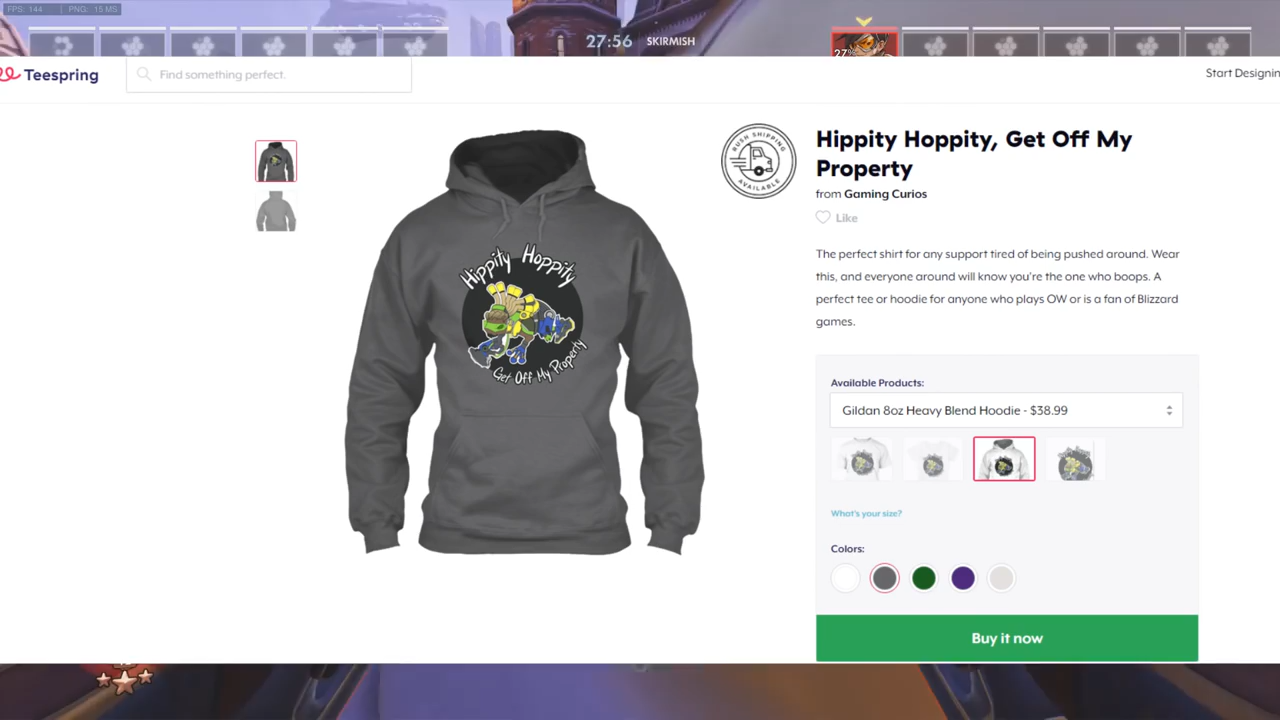 FPS: 144 | PNG: 15 MS
27:56 SKIRMISH
27%
Teespring
Find something perfect.
Start Designin
RUSH SHIPPING
AVAILABLE
Hippity Hoppity, Get Off My
Property
from Gaming Curios
Like
The perfect shirt for any support tired of being pushed around. Wear
this, and everyone around will know you're the one who boops. A
perfect tee or hoodie for anyone who plays OW or is a fan of Blizzard
games.
Hippity Hoppity
Get Off My Property
Available Products:
Gildan 8oz Heavy Blend Hoodie - $38.99
What's your size?
Colors:
Buy it now